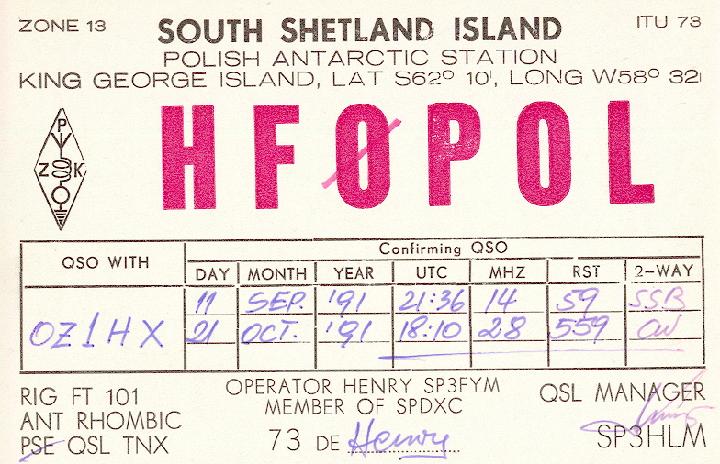 ZONE 13 SOUTH SHETLAND ISLAND ITU 73
POLISH ANTARCTIC STATION
KING GEORGE ISLAND, LAT S62° 10', LONG W58° 32'
HFØPOL
P
Z K
QSO WITH Confirming QSO
DAY MONTH YEAR UTC MHZ RST 2-WAY
11 SEP. '91 21:36 14 59 SSB
OZ1HX 21 OCT. '91 18:10 28 559 CW
RIG FT 101 OPERATOR HENRY SP3FYM QSL MANAGER
ANT RHOMBIC MEMBER OF SPDXC
PSE QSL TNX 73 DE Henry SP3HLM